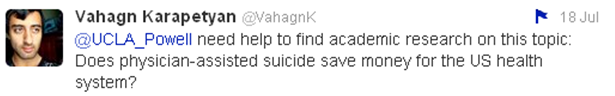 Vahagn Karapetyan @VahagnK 18 Jul
@UCLA_Powell need help to find academic research on this topic:
Does physician-assisted suicide save money for the US health
system?